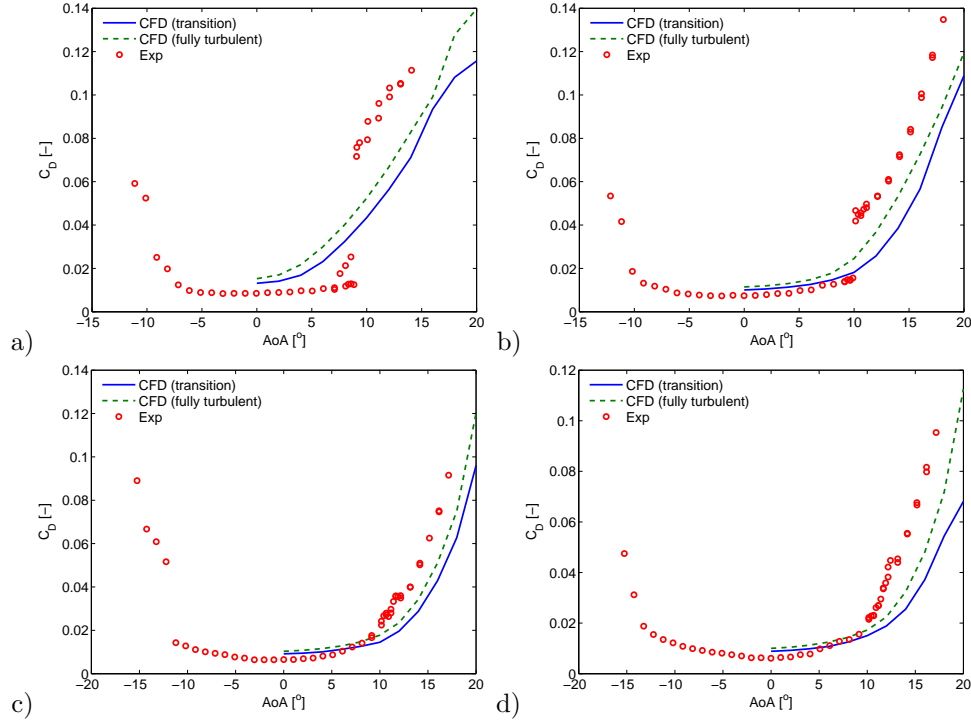 0.14
0.12
0.1
0.08
0.06
0.04
0.02
0
C_D [−]
CFD (transition)
CFD (fully turbulent)
Exp
−15 −10 −5 0 5 10 15 20
AoA [°]
a)
0.14
0.12
0.1
0.08
0.06
0.04
0.02
0
C_D [−]
CFD (transition)
CFD (fully turbulent)
Exp
−15 −10 −5 0 5 10 15 20
AoA [°]
b)
0.14
0.12
0.1
0.08
0.06
0.04
0.02
0
C_D [−]
CFD (transition)
CFD (fully turbulent)
Exp
−20 −15 −10 −5 0 5 10 15 20
AoA [°]
c)
0.14
0.12
0.1
0.08
0.06
0.04
0.02
0
C_D [−]
CFD (transition)
CFD (fully turbulent)
Exp
−20 −15 −10 −5 0 5 10 15 20
AoA [°]
d)